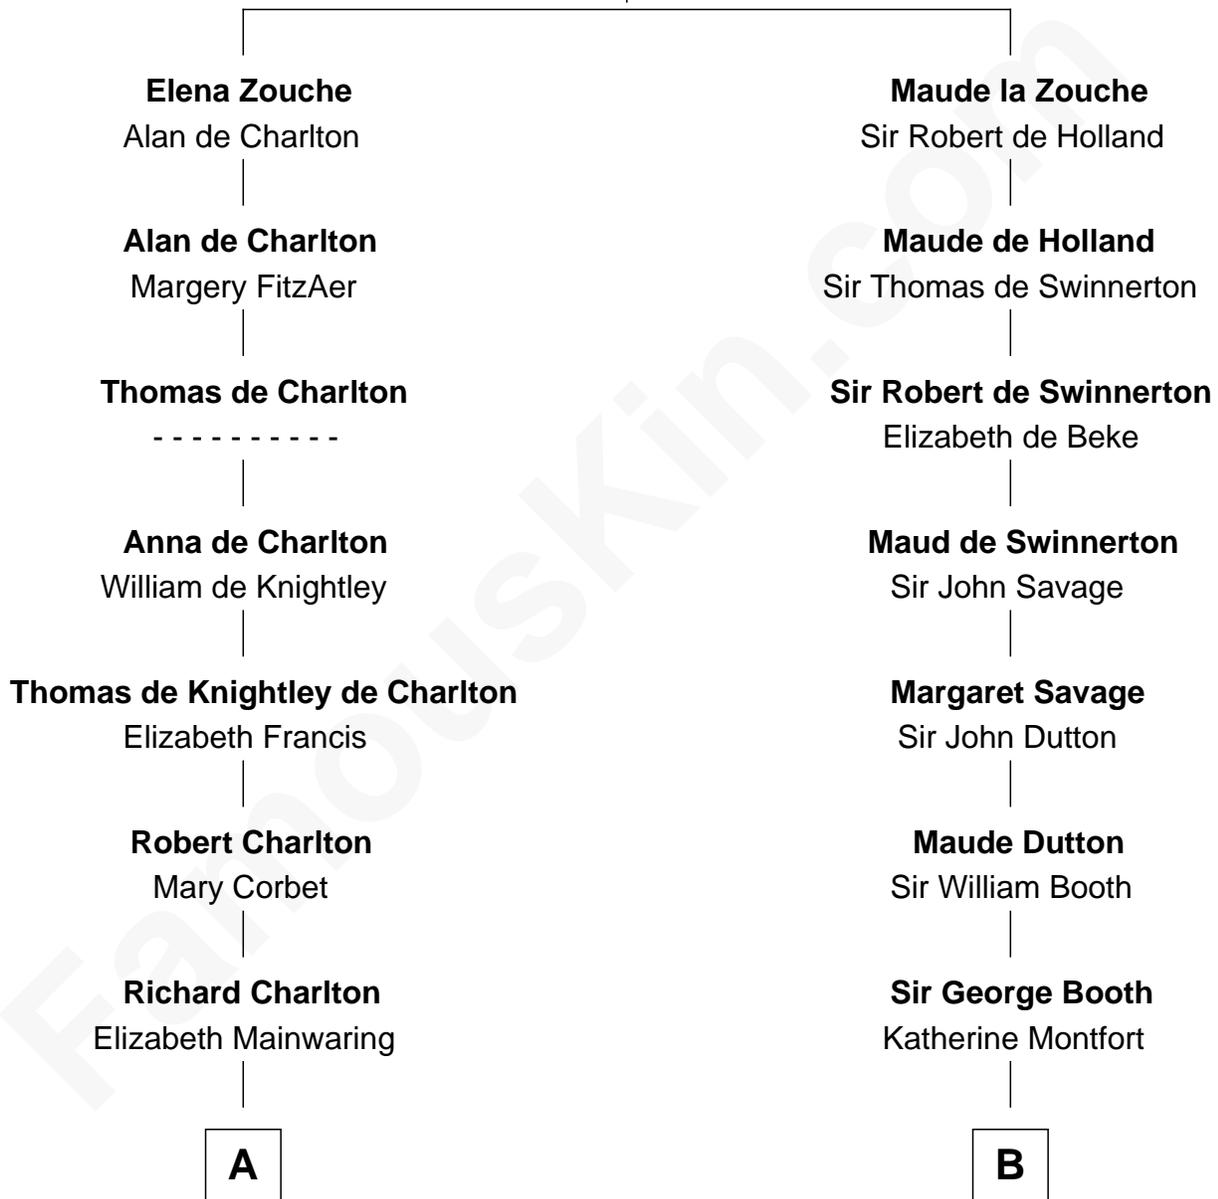 Elena Zouche
Alan de Charlton
Alan de Charlton
Margery FitzAer
Thomas de Charlton
- - - - - - - - - -
Anna de Charlton
William de Knightley
Thomas de Knightley de Charlton
Elizabeth Francis
Robert Charlton
Mary Corbet
Richard Charlton
Elizabeth Mainwaring
A
Maude la Zouche
Sir Robert de Holland
Maude de Holland
Sir Thomas de Swinnerton
Sir Robert de Swinnerton
Elizabeth de Beke
Maud de Swinnerton
Sir John Savage
Margaret Savage
Sir John Dutton
Maude Dutton
Sir William Booth
Sir George Booth
Katherine Montfort
B
FamousKin.com